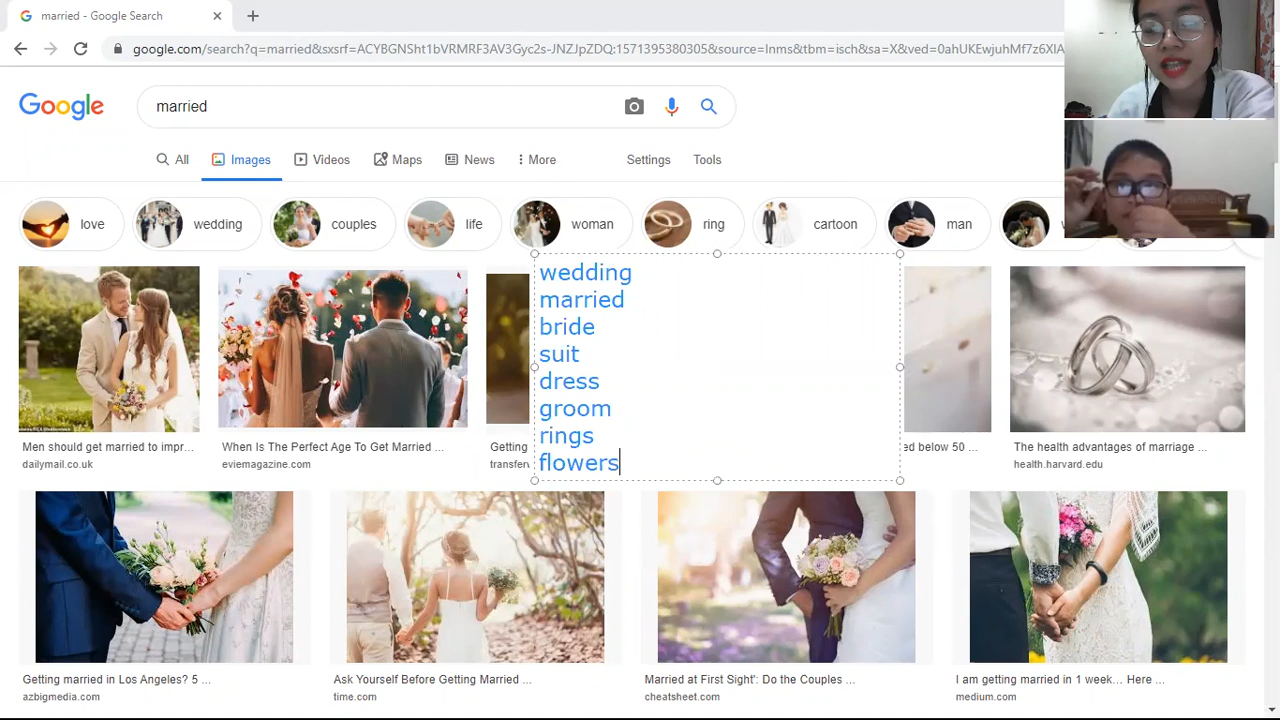 married - Google Search
google.com/search?q=married&sxsrf=ACYBGNSht1bVRMRF3AV3Gyc2s-JNZJpZDQ:1571395380305&source=lnms&tbm=isch&sa=X&ved=0ahUKEwjuhMf7z6XIA
Google
married
All
Images
Videos
Maps
News
More
Settings
Tools
love
wedding
couples
life
woman
ring
cartoon
man
wedding
married
bride
suit
dress
groom
rings
flowers
Men should get married to impr...
dailymail.co.uk
When Is The Perfect Age To Get Married ...
eviemagazine.com
Getting
transfer
ed below 50 ...
The health advantages of marriage ...
health.harvard.edu
Getting married in Los Angeles? 5 ...
azbigmedia.com
Ask Yourself Before Getting Married ...
time.com
Married at First Sight': Do the Couples ...
cheatsheet.com
I am getting married in 1 week... Here ...
medium.com